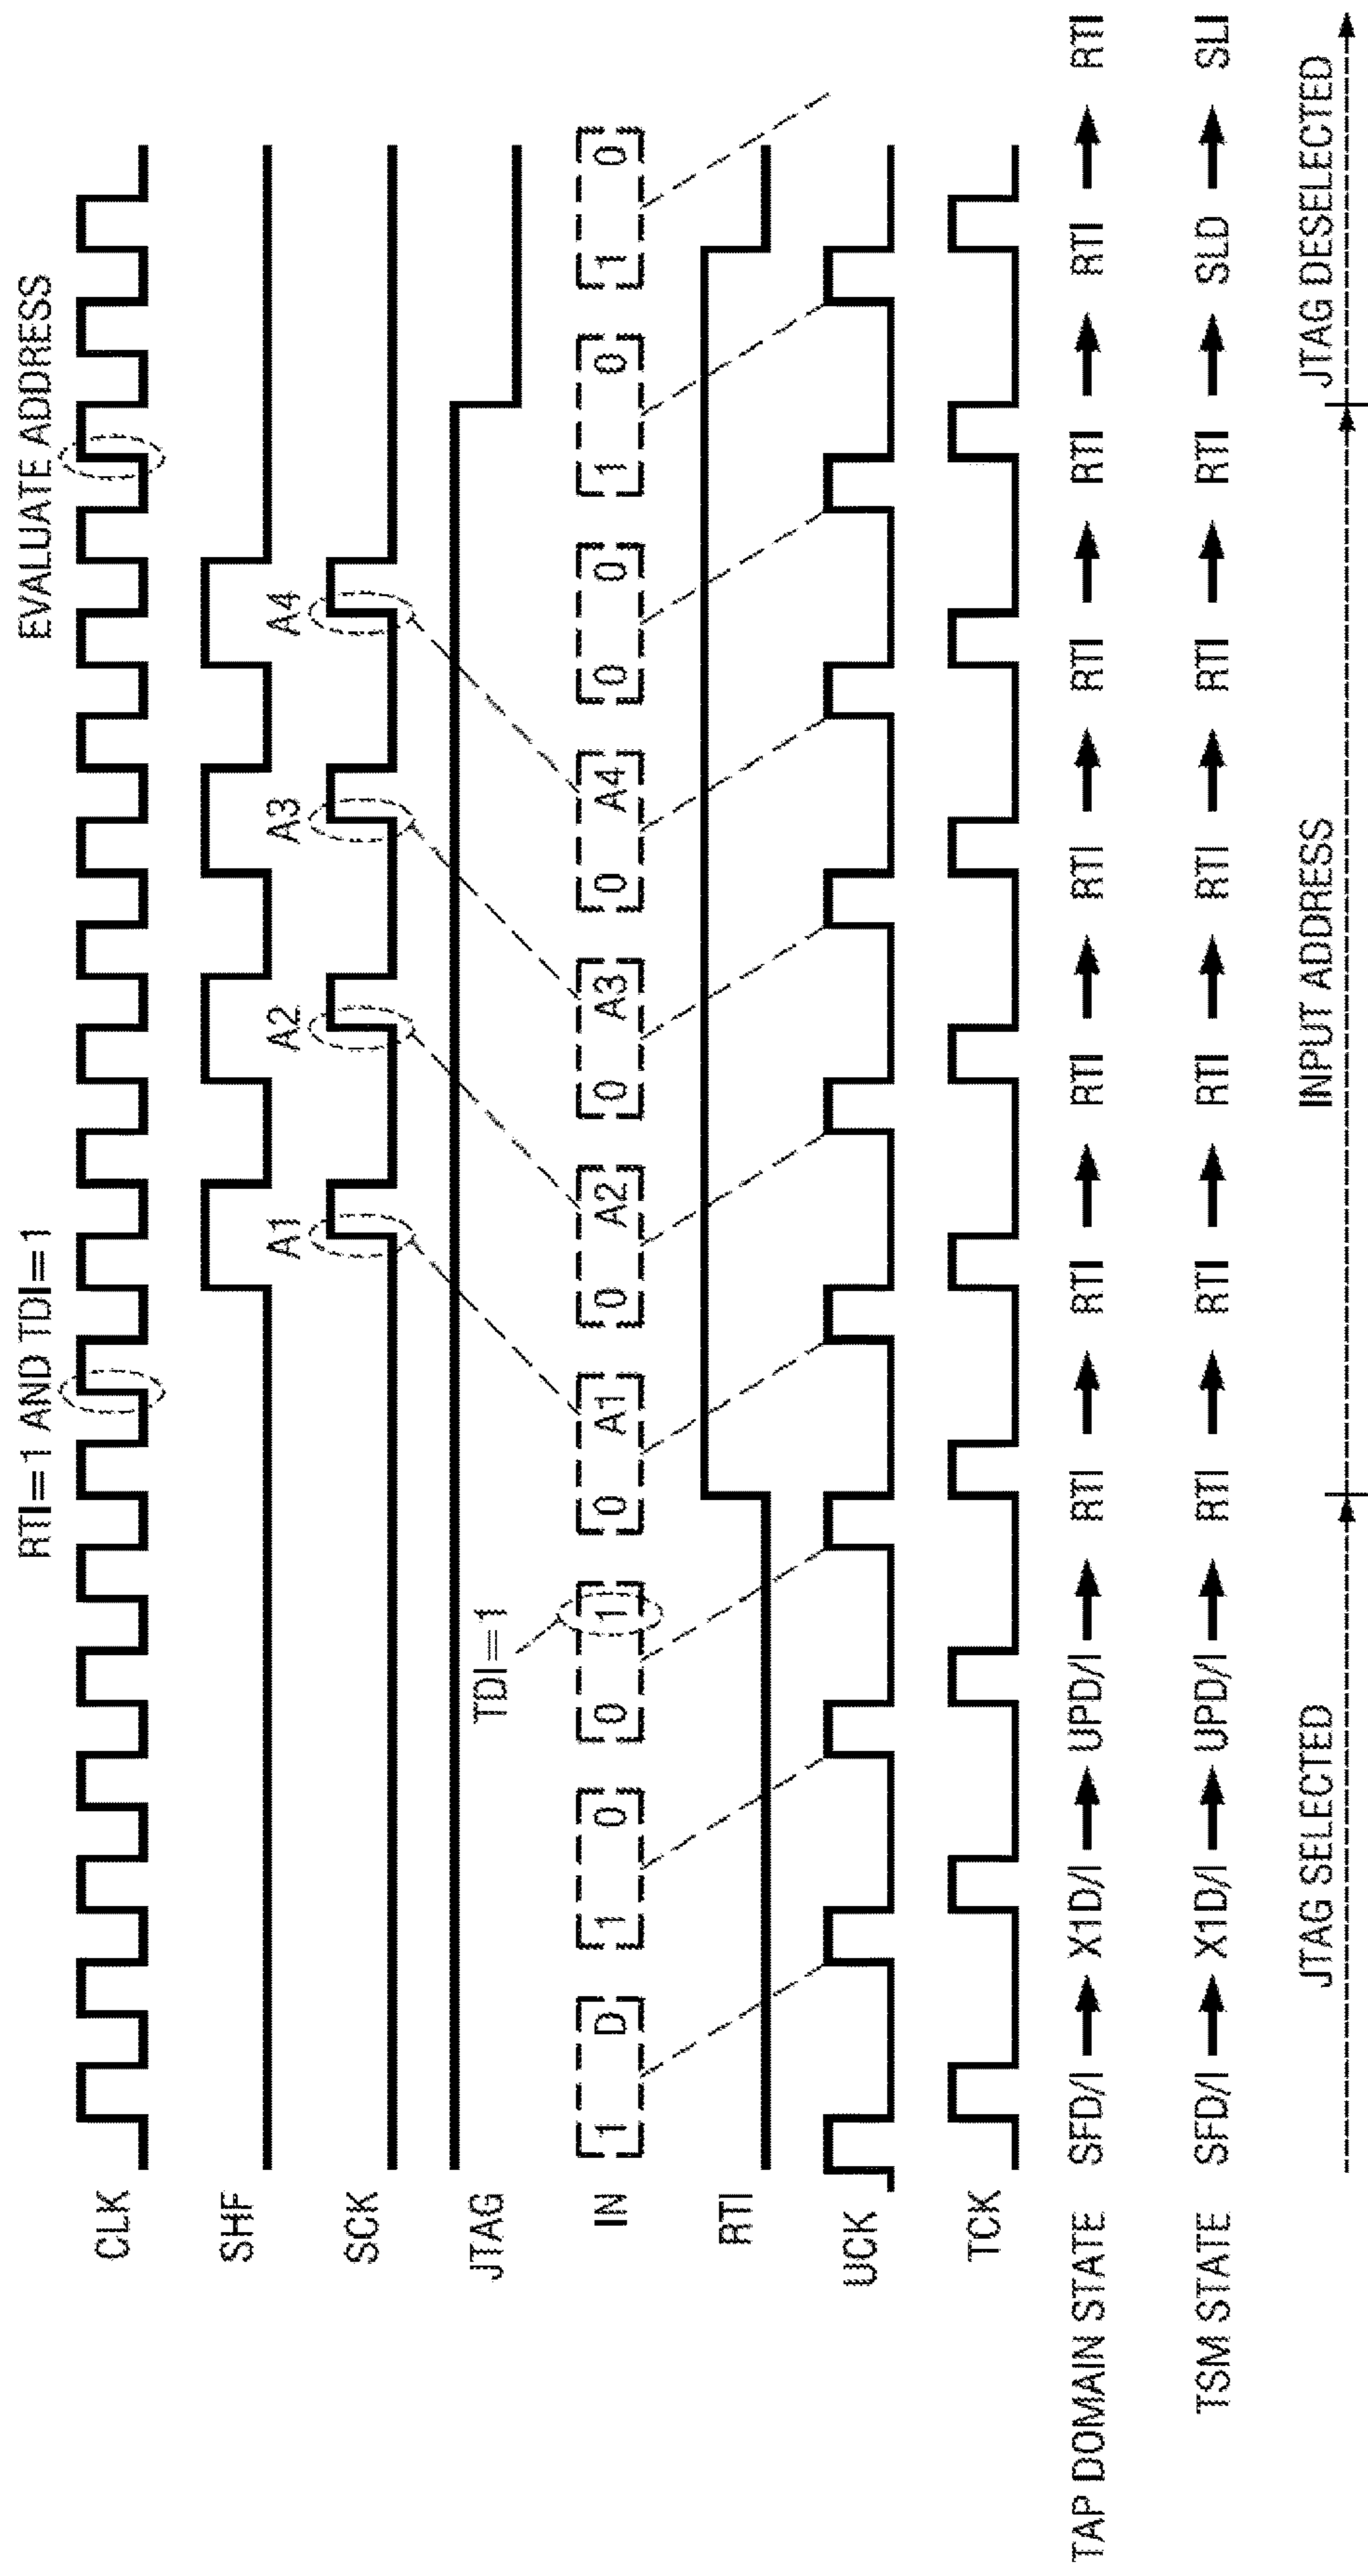 RTI=1 AND TDI=1 EVALUATE ADDRESS
CLK
SHF
A1 A2 A3 A4
SCK
JTAG
TDI=1
IN 1 D 1 0 0 1 0 A1 0 A2 0 A3 0 A4 0 0 1 0 1 0
RTI
UCK
TCK
TAP DOMAIN STATE SFD/I X1D/I UPD/I RTI RTI RTI RTI RTI RTI RTI RTI
TSM STATE SFD/I X1D/I UPD/I RTI RTI RTI RTI RTI RTI SLD SLI
JTAG SELECTED INPUT ADDRESS JTAG DESELECTED